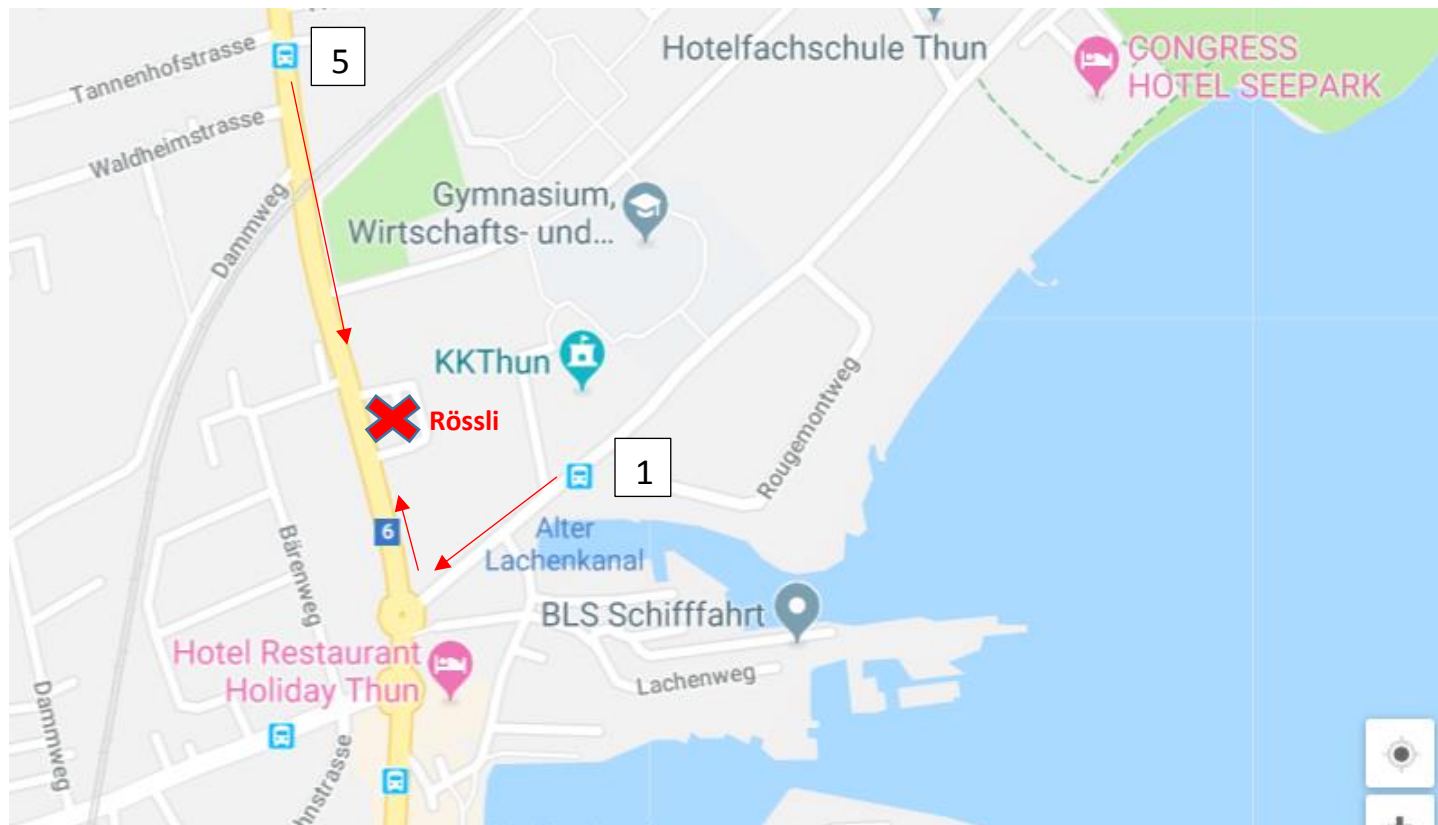 Tannenhofstrasse
5
Hotelfachschule Thun
CONGRESS
HOTEL SEEPARK
Waldheimstrasse
Dammweg
Gymnasium,
Wirtschafts- und...
KKThun
Rössli
Rougemontweg
1
6
Alter
Lachenkanal
Bärenweg
BLS Schifffahrt
Hotel Restaurant
Holiday Thun
Lachenweg
Dammweg